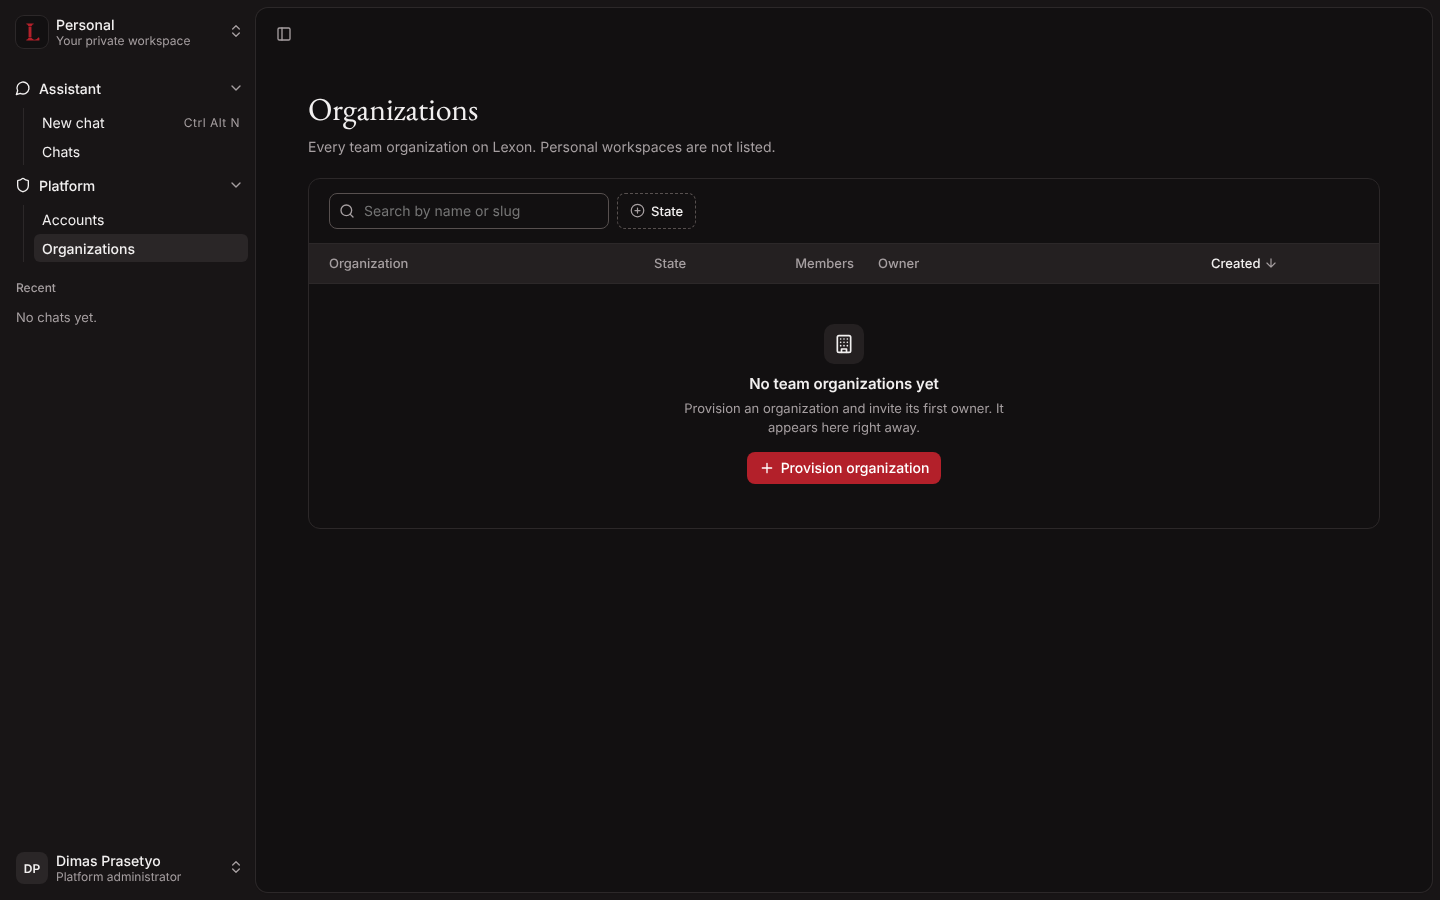 L
Personal
Your private workspace
Assistant
New chat
Ctrl Alt N
Chats
Platform
Accounts
Organizations
Recent
No chats yet.
DP
Dimas Prasetyo
Platform administrator
Organizations
Every team organization on Lexon. Personal workspaces are not listed.
Search by name or slug
State
Organization
State
Members
Owner
Created
No team organizations yet
Provision an organization and invite its first owner. It
appears here right away.
Provision organization